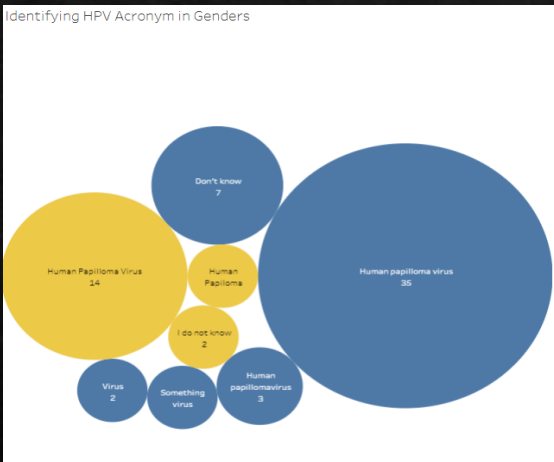 Identifying HPV Acronym in Genders
Don't know
7
Human Papilloma Virus
14
Human
Papiloma
Human papilloma virus
35
I do not know
2
Virus
2
Something
virus
Human
papillomavirus
3